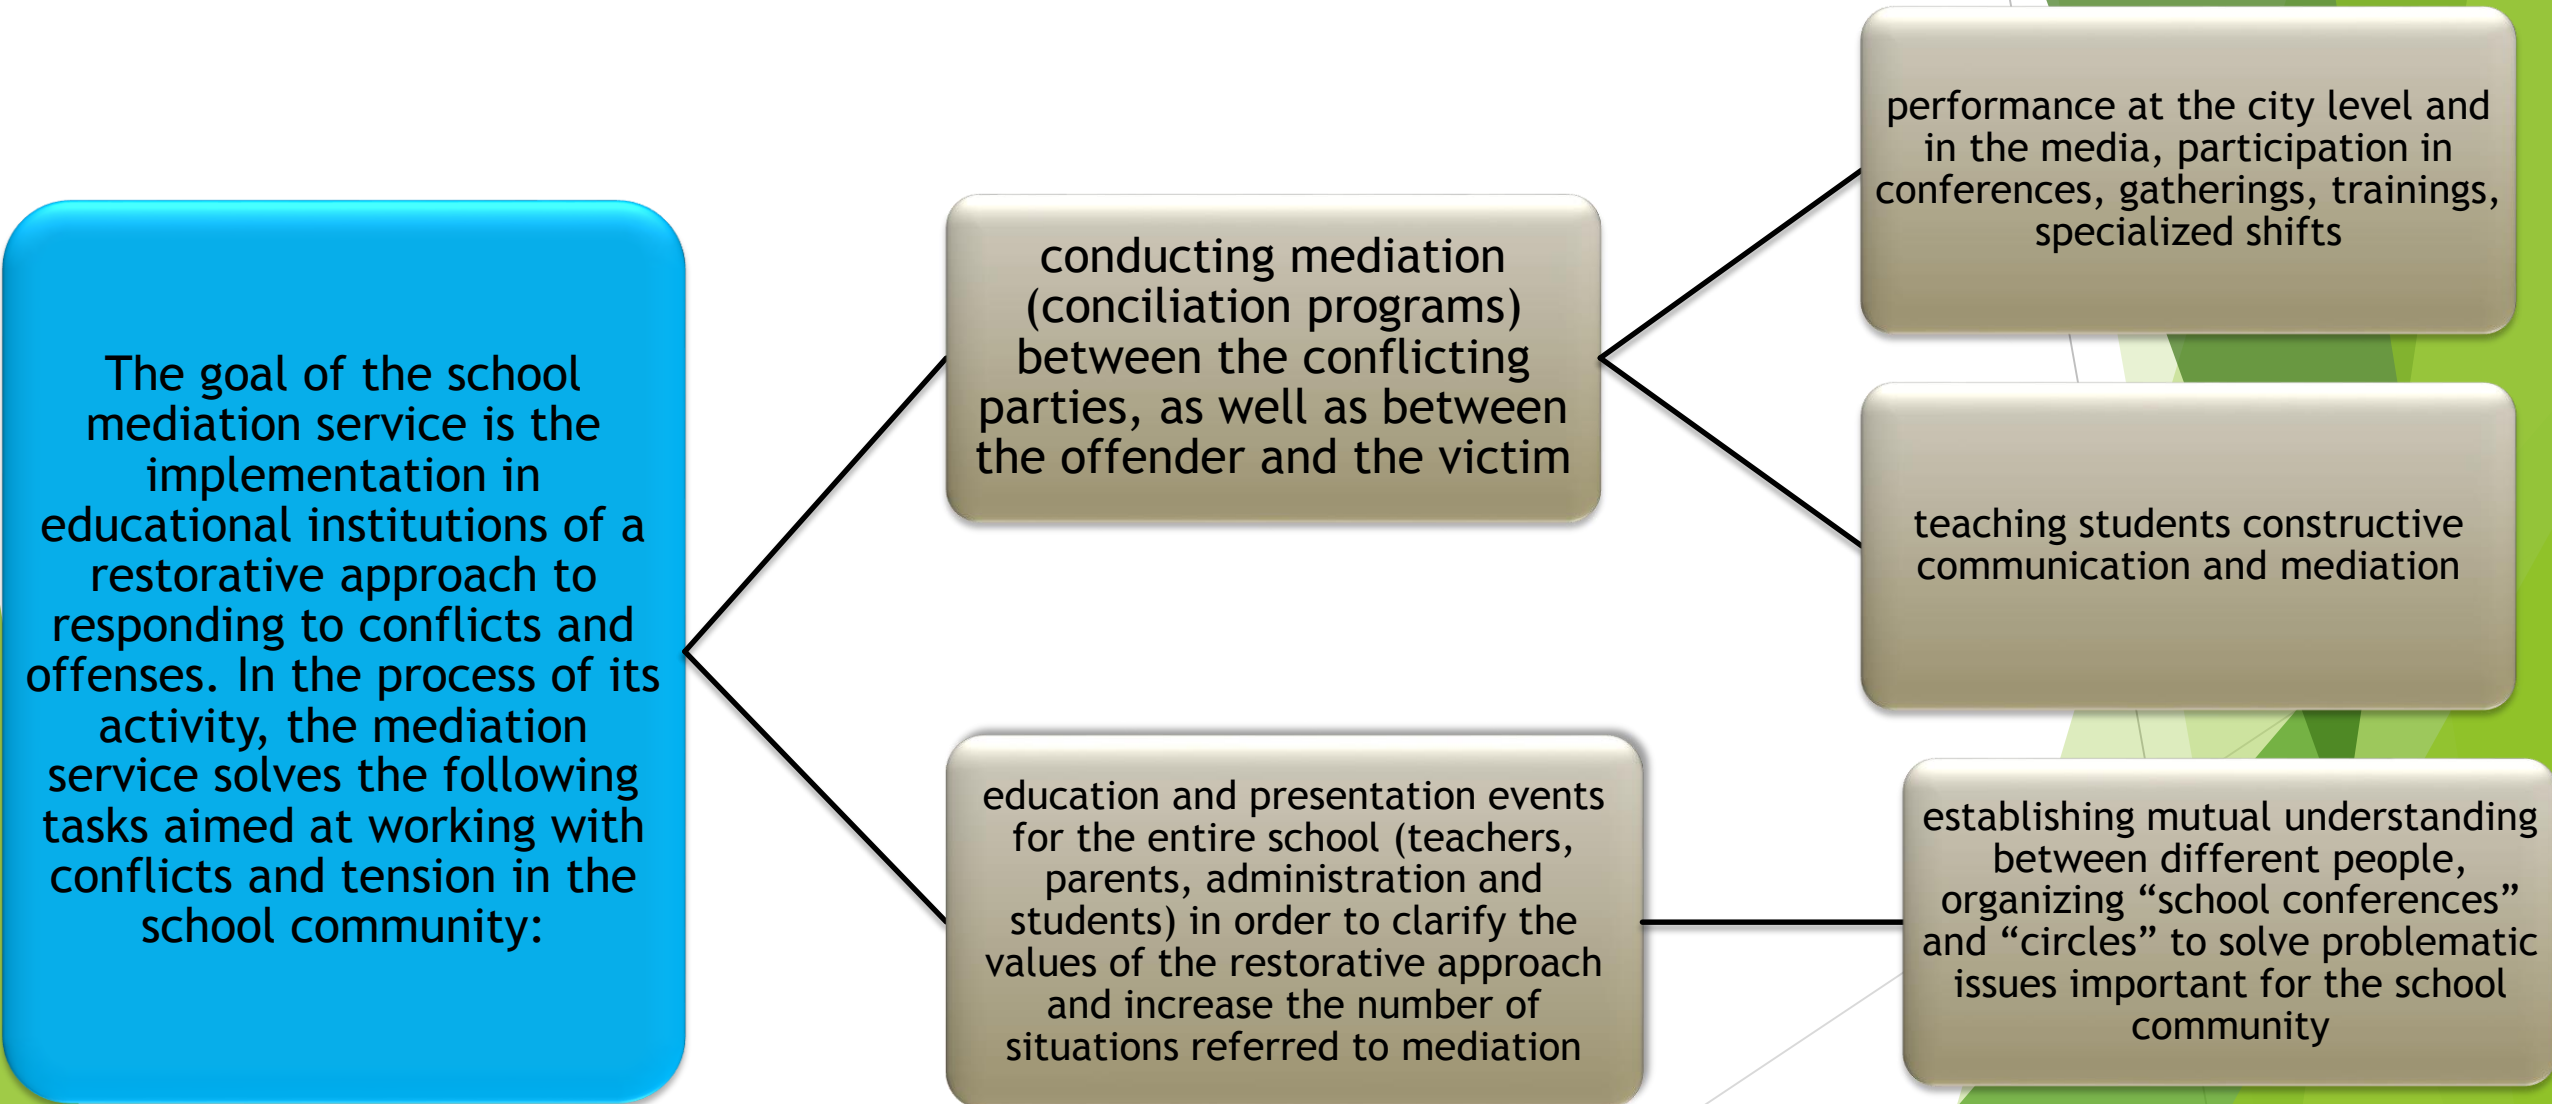 The goal of the school
mediation service is the
implementation in
educational institutions of a
restorative approach to
responding to conflicts and
offenses. In the process of its
activity, the mediation
service solves the following
tasks aimed at working with
conflicts and tension in the
school community:
conducting mediation
(conciliation programs)
between the conflicting
parties, as well as between
the offender and the victim
performance at the city level and
in the media, participation in
conferences, gatherings, trainings,
specialized shifts
teaching students constructive
communication and mediation
education and presentation events
for the entire school (teachers,
parents, administration and
students) in order to clarify the
values of the restorative approach
and increase the number of
situations referred to mediation
establishing mutual understanding
between different people,
organizing “school conferences”
and “circles” to solve problematic
issues important for the school
community